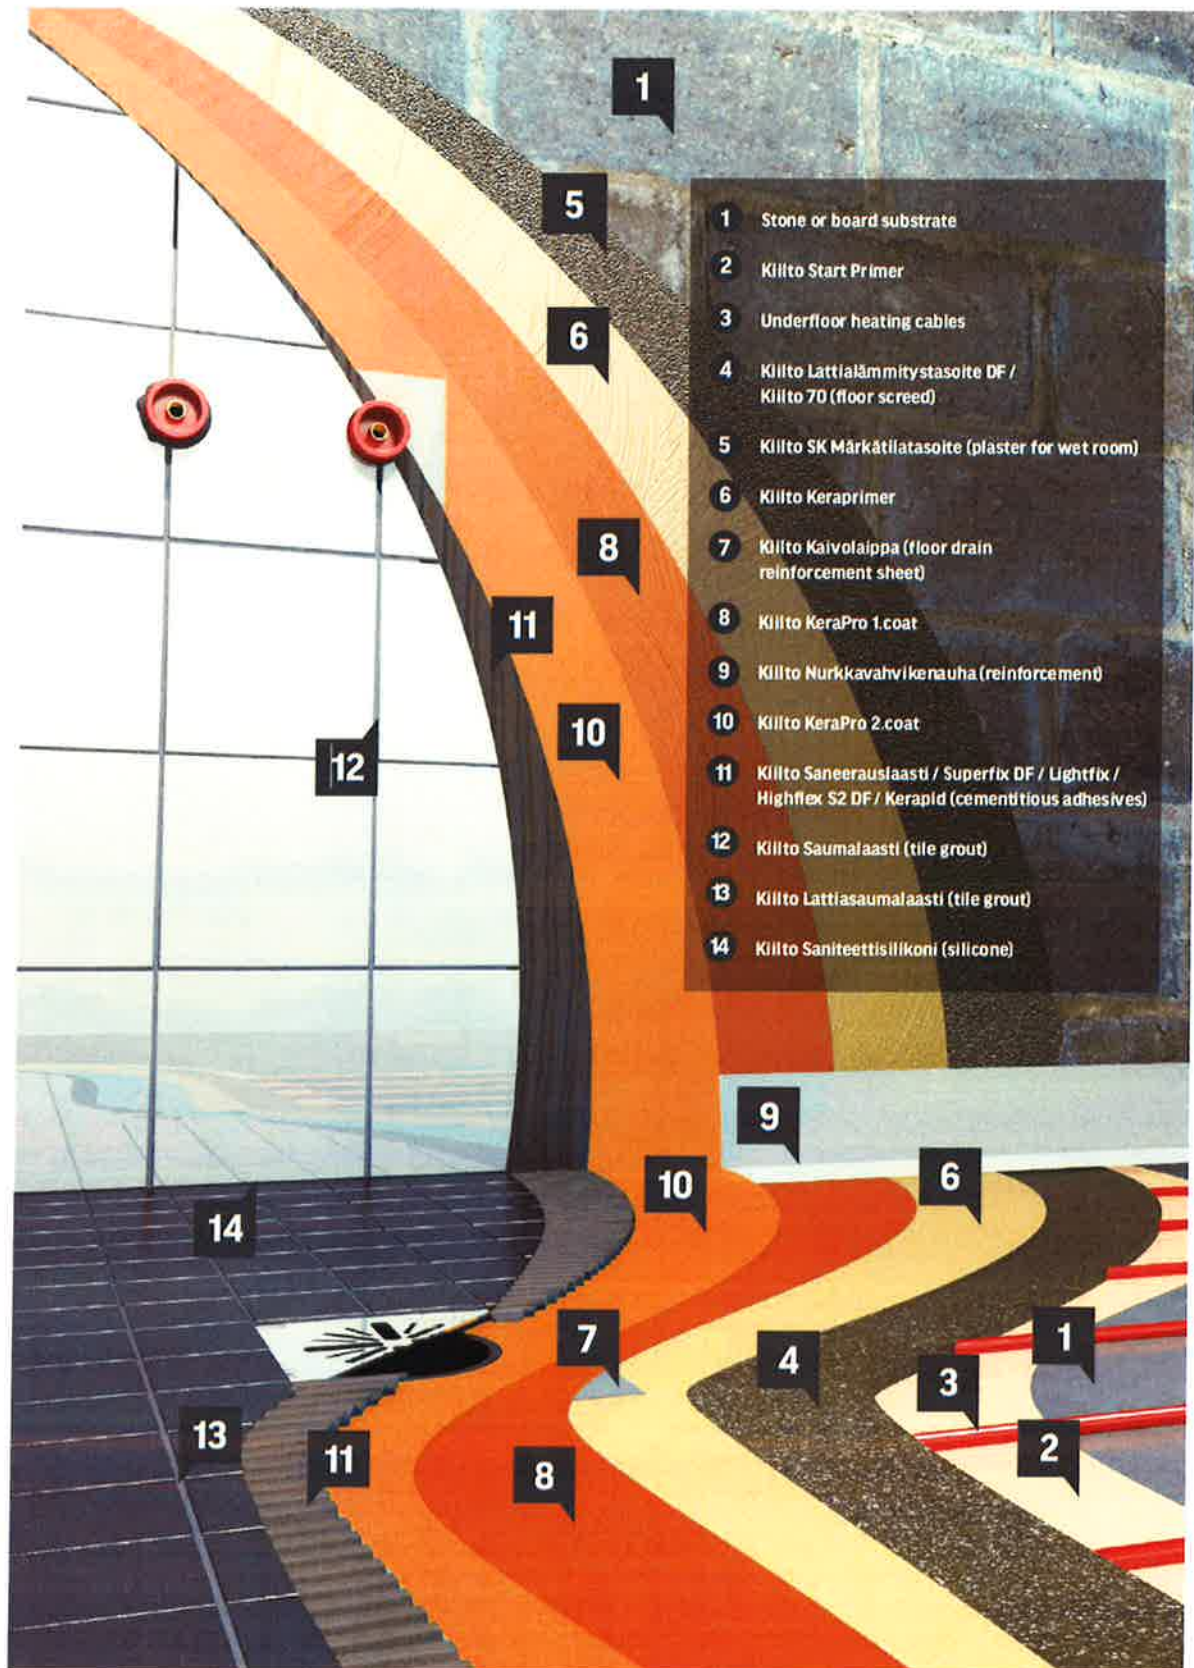 1
5
6
8
11
10
12
1 Stone or board substrate
2 Kiilto Start Primer
3 Underfloor heating cables
4 Kiilto Lattialämmitystasoite DF /
Kiilto 70 (floor screed)
5 Kiilto SK Märkätilatasoite (plaster for wet room)
6 Kiilto Keraprimer
7 Kiilto Kaivolaippa (floor drain
reinforcement sheet)
8 Kiilto KeraPro 1.coat
9 Kiilto Nurkkavahvikenauha (reinforcement)
10 Kiilto KeraPro 2.coat
11 Kiilto Saneerauslaasti / Superfix DF / Lightfix /
Highflex S2 DF / Kerapid (cementitious adhesives)
12 Kiilto Saumalaasti (tile grout)
13 Kiilto Lattiasaumalaasti (tile grout)
14 Kiilto Saniteettisilikoni (silicone)
9
10
6
14
7
4
1
3
13
11
8
2